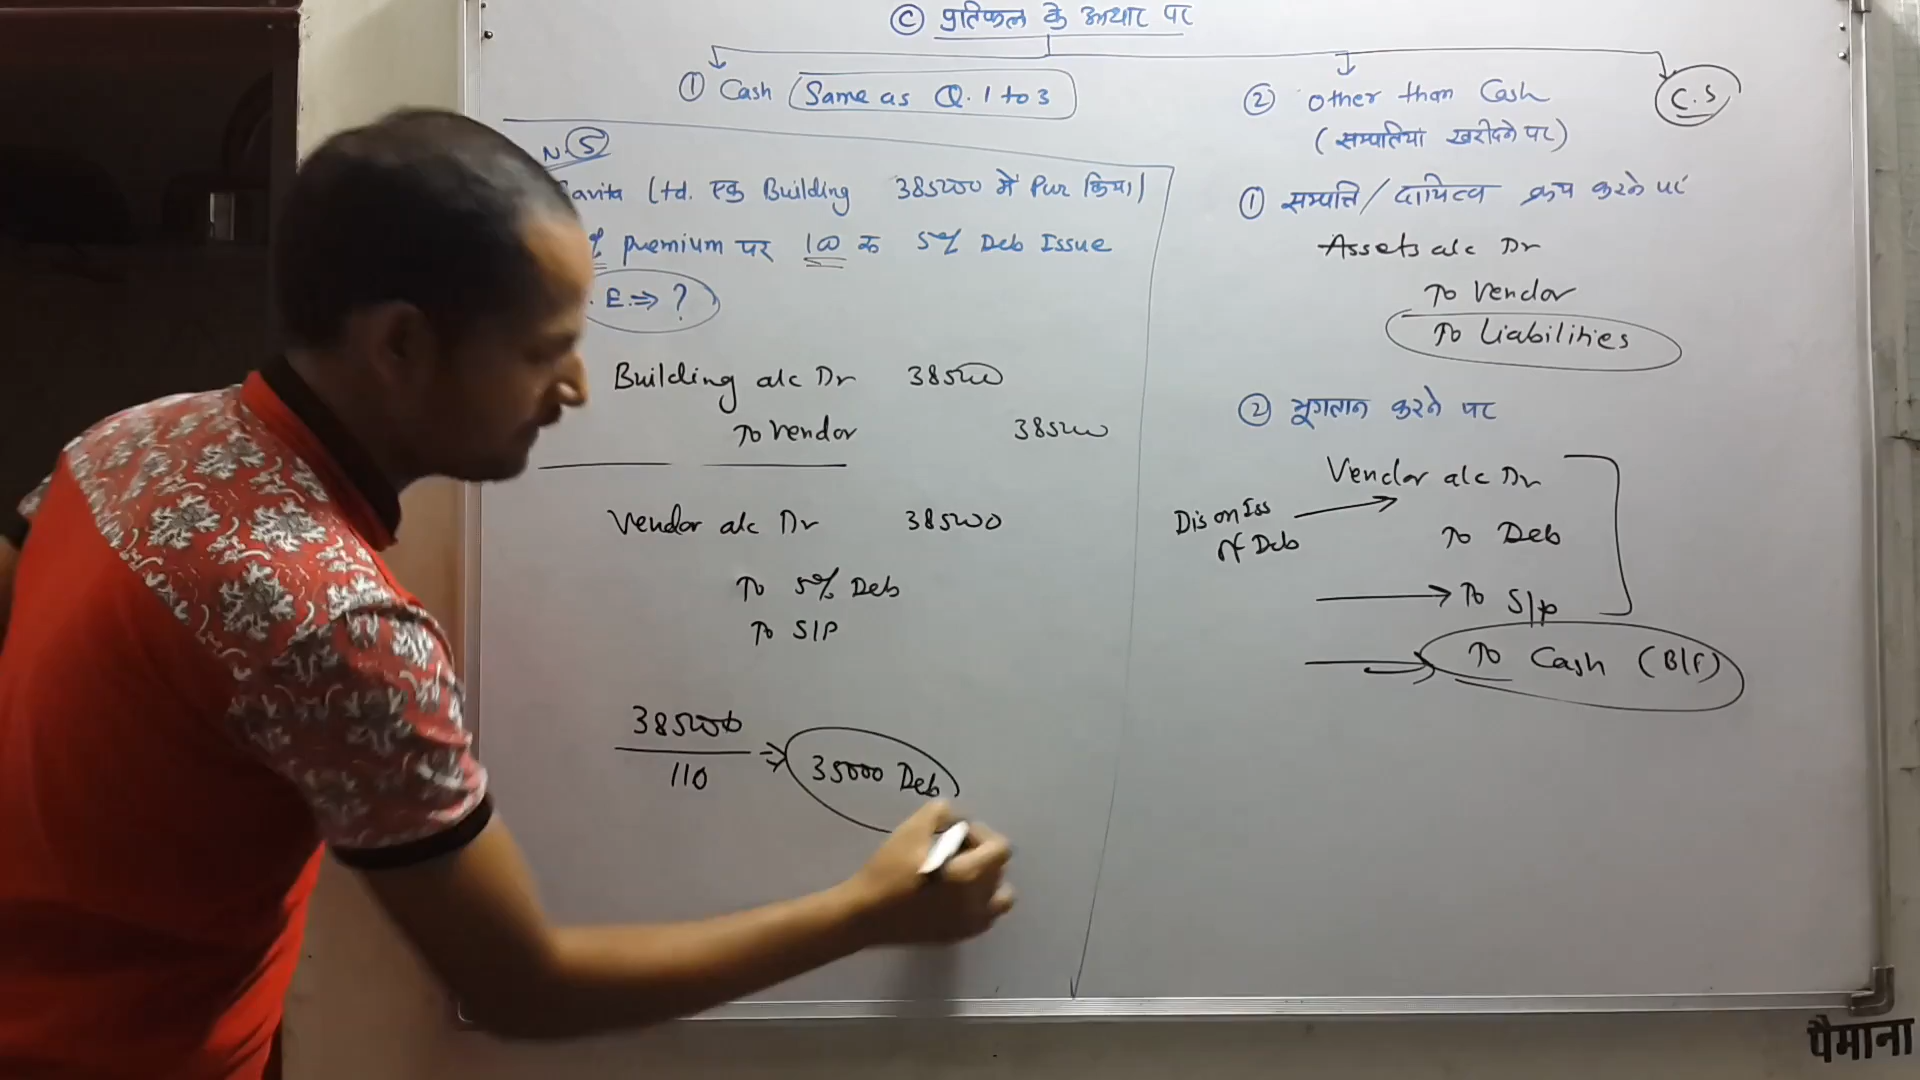 Ⓒ प्रतिफल के आधार पर
① Cash (Same as Q. 1 to 3)
② Other than Cash
C.S
(सम्पत्तियां खरीदने पर)
N. ⑤
Savita Ltd. एक Building 385000 में Pur किया।
% premium पर 100 रू 5% Deb Issue
. E. ⇒ ?
Building a/c Dr 385000
To Vendor 385000
Vendor a/c Dr 385000
To 5% Deb
To S/P
385000
110
⇒ 35000 Deb
① सम्पत्ति / दायित्व क्रय करने पर
Assets a/c Dr
To Vendor
To Liabilities
② भुगतान करने पर
Vendor a/c Dr
Dis on Iss
of Deb
To Deb
To S/p
To Cash (B/F)
पैमाना